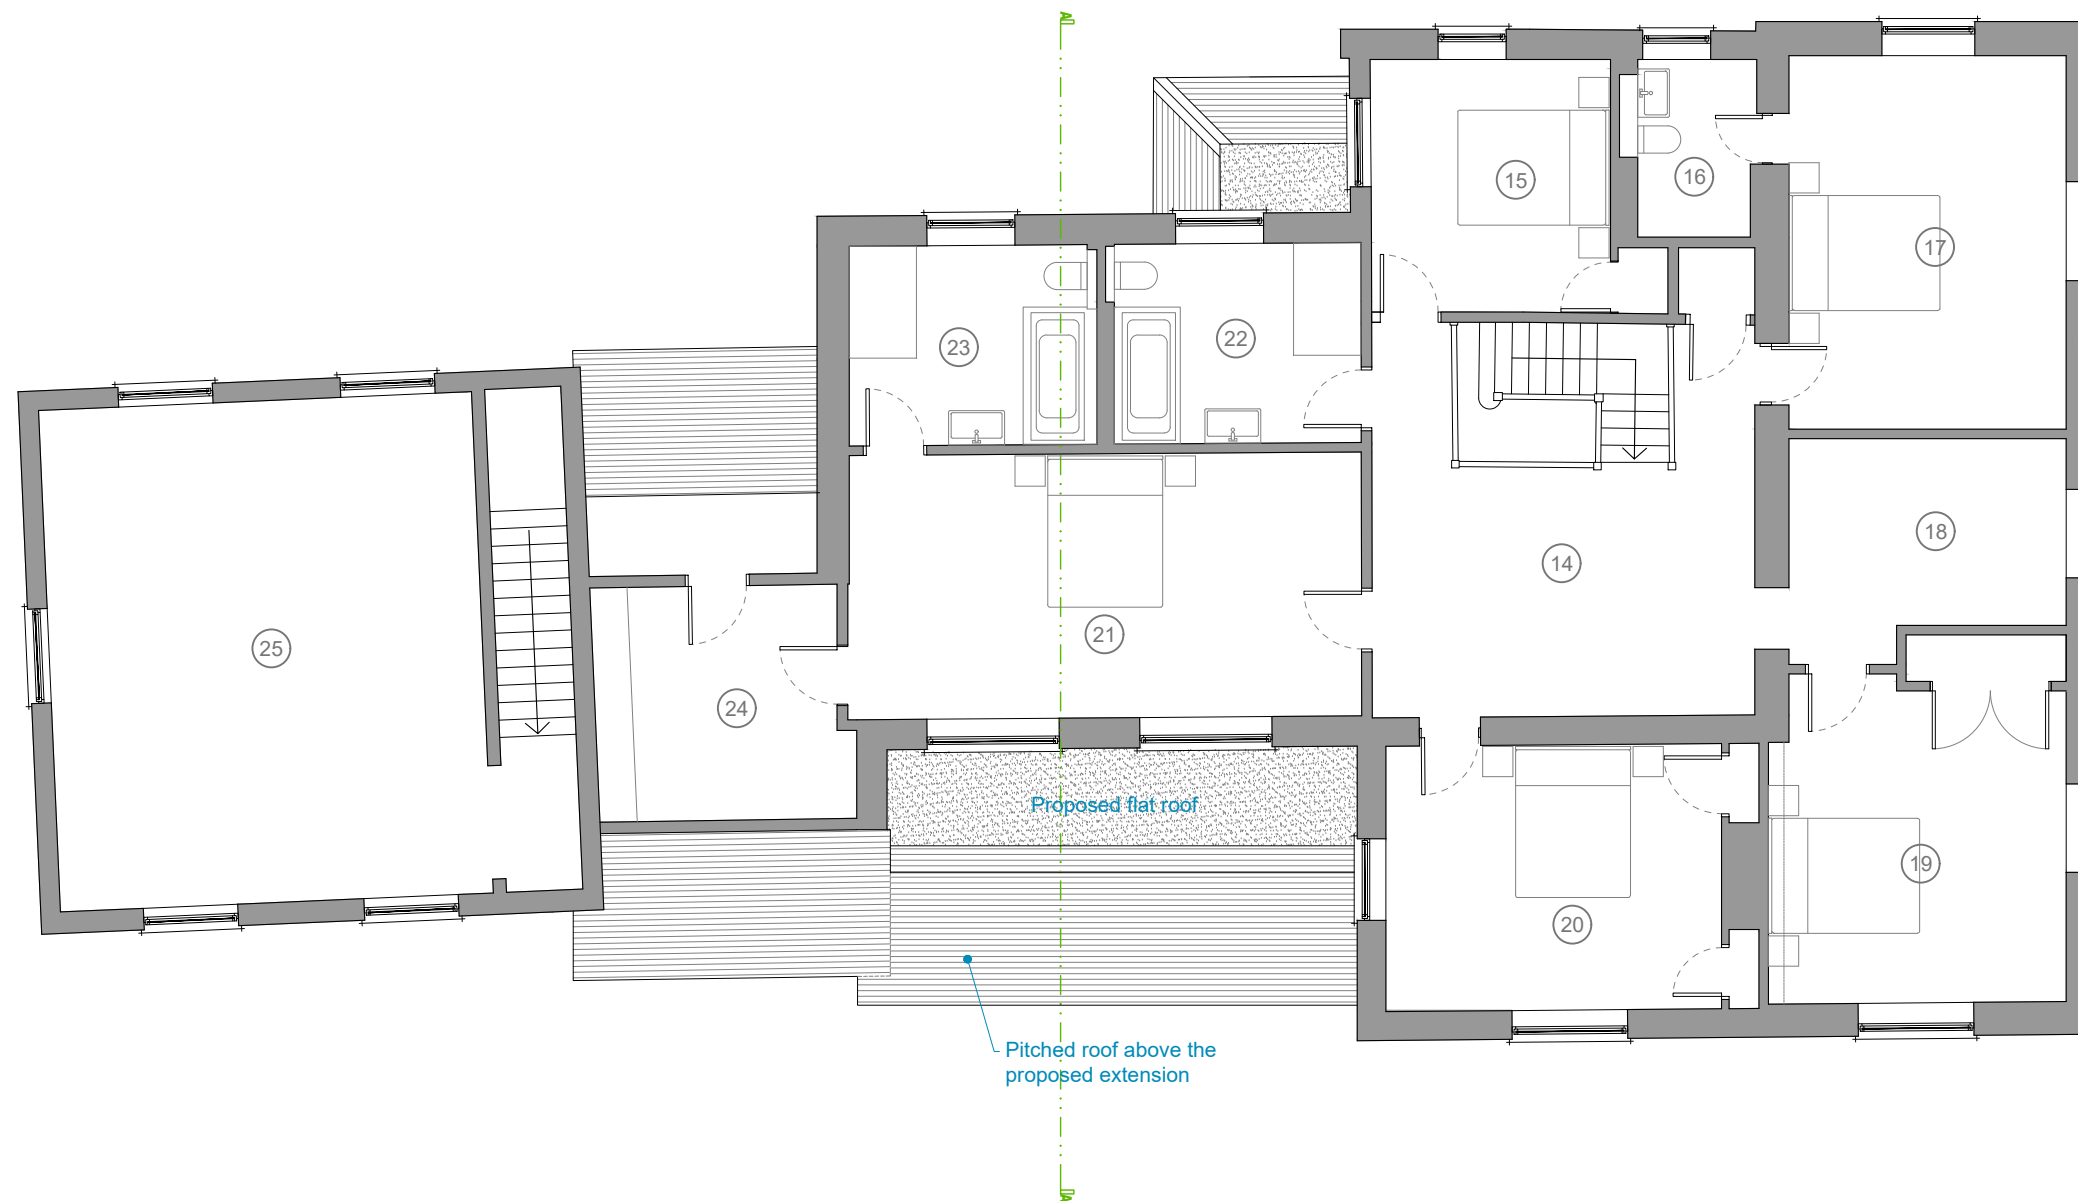 A
15
16
17
23
22
18
14
25
21
24
Proposed flat roof
19
20
Pitched roof above the
proposed extension
A